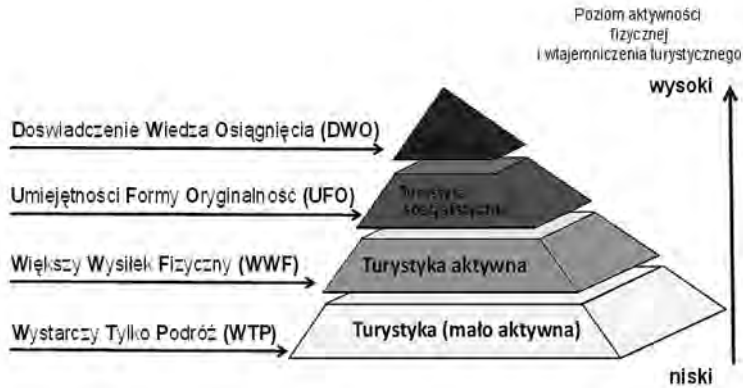 Poziom aktywności
fizycznej
i wtajemniczenia turystycznego
wysoki
Doświadczenie Wiedza Osiągnięcia (DWO)
Umiejętności Formy Oryginalność (UFO)
Turystyka
Większy Wysiłek Fizyczny (WWF)
Turystyka aktywna
Wystarczy Tylko Podróż (WTP)
Turystyka (mało aktywna)
niski